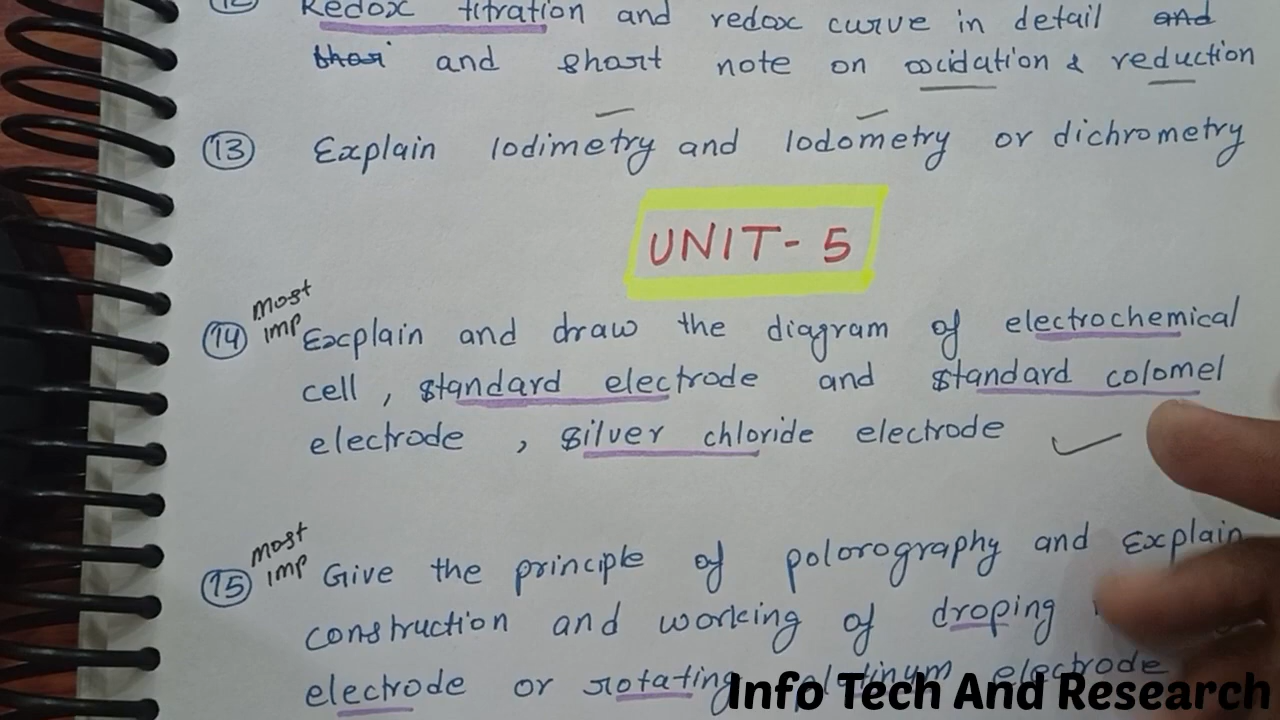 12 Redox titration and redox curve in detail and
and short note on oxidation & reduction
13 Explain Iodimetry and Iodometry or dichrometry
UNIT-5
most
imp
14 Explain and draw the diagram of electrochemical
cell, standard electrode and standard colomel
electrode, silver chloride electrode
most
imp
15 Give the principle of polorography and Explain
construction and working of droping
electrode or rotating platinum electrode
Info Tech And Research